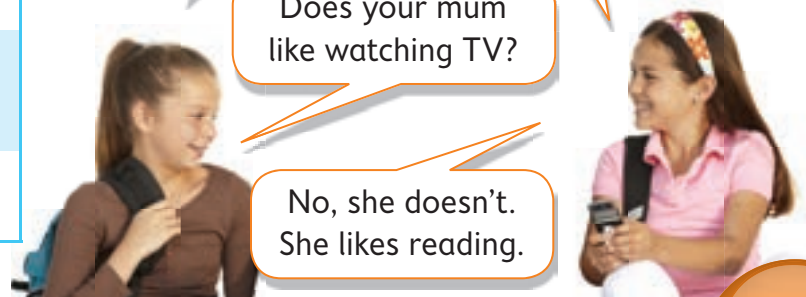 Does your mum
like watching TV?
No, she doesn't.
She likes reading.